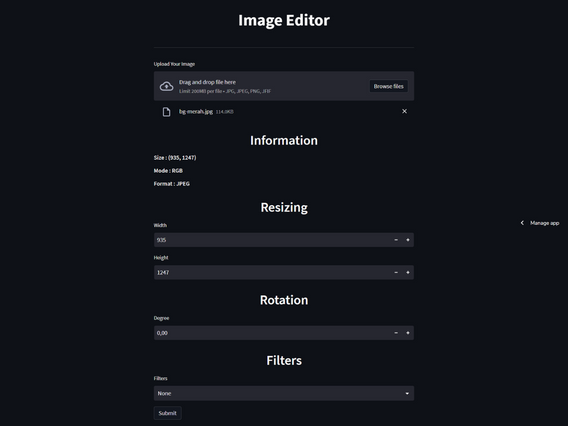 Image Editor
Upload Your Image
Drag and drop file here
Limit 200MB per file • JPG, JPEG, PNG, JFIF
Browse files
bg-merah.jpg 114.0KB
Information
Size : (935, 1247)
Mode : RGB
Format : JPEG
Resizing
Width
935
Height
1247
Rotation
Degree
0,00
Filters
Filters
None
Submit
Manage app